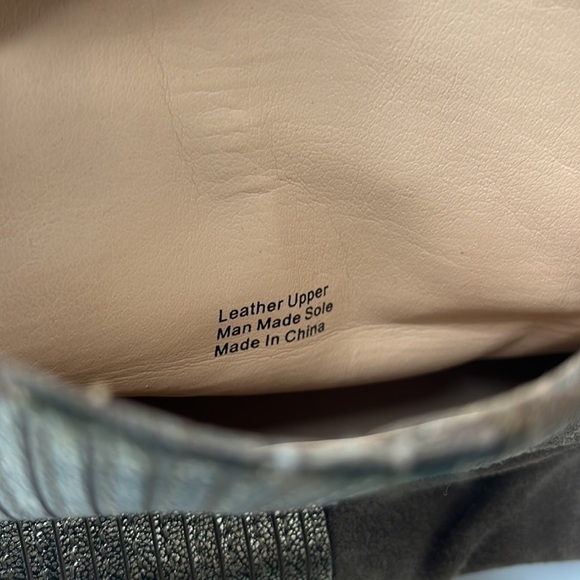 Leather Upper
Man Made Sole
Made In China